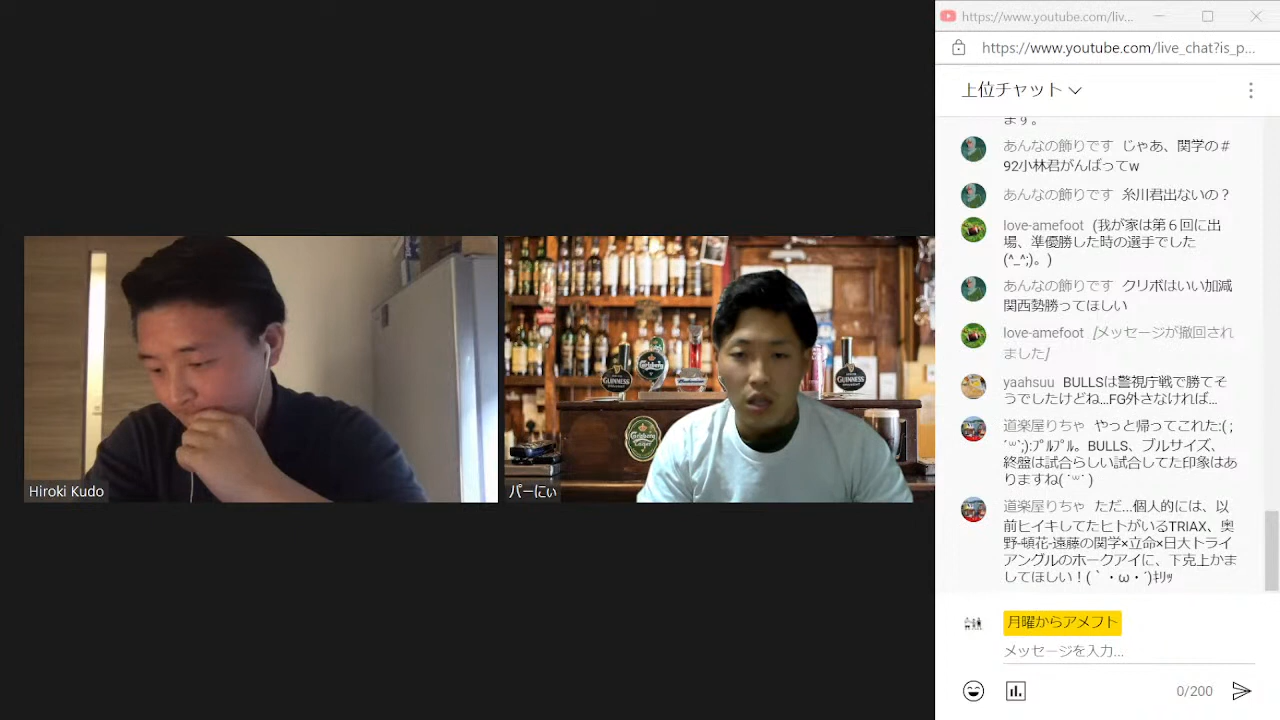 https://www.youtube.com/liv...
https://www.youtube.com/live_chat?is_p...
上位チャット
ます。
あんなの飾りです じゃあ、関学の#
92小林君がんばってw
あんなの飾りです 糸川君出ないの？
love-amefoot (我が家は第６回に出
場、準優勝した時の選手でした
(^_^;)。)
あんなの飾りです クリボはいい加減
関西勢勝ってほしい
love-amefoot [メッセージが撤回され
ました]
yaahsuu BULLSは警視庁戦で勝てそ
うでしたけどね...FG外さなければ...
道楽屋りちゃ やっと帰ってこれた:( ;
´꒳`;):ﾌﾟﾙﾌﾟﾙ。BULLS、ブルサイズ、
終盤は試合らしい試合してた印象はあ
りますね( ˙꒳˙ )
道楽屋りちゃ ただ...個人的には、以
前ヒイキしてたヒトがいるTRIAX、奥
野-頓花-遠藤の関学×立命×日大トライ
アングルのホークアイに、下克上かま
してほしい！(｀・ω・´)ｷﾘｯ
Hiroki Kudo
パーにぃ
GUINNESS
Carlsberg
Budweiser
GUINNESS
Carlsberg
Lager
月曜からアメフト
メッセージを入力...
0/200